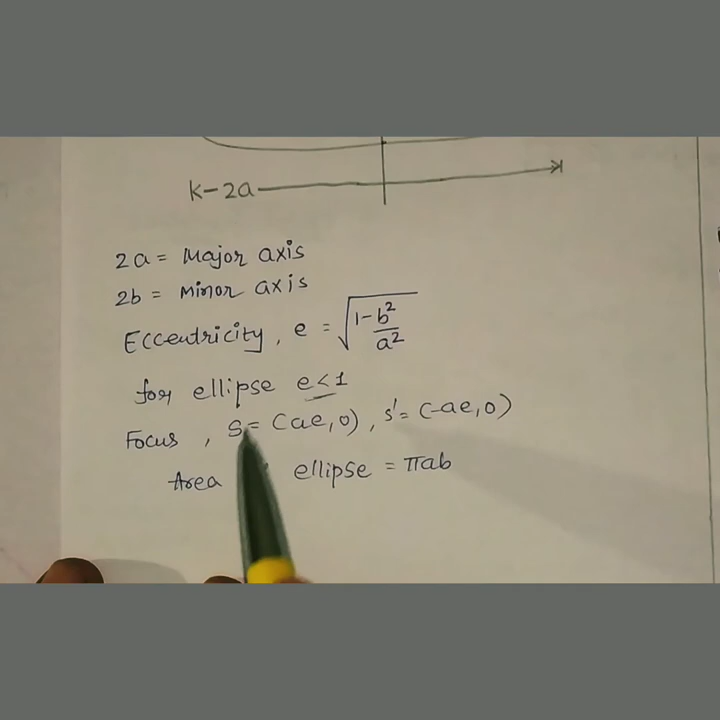 K-2a
2a = Major axis
2b = Minor axis
Eccentricity, e = √(1-b²/a²)
for ellipse e<1
Focus, S = (ae, 0), S' = (-ae, 0)
Area ellipse = πab